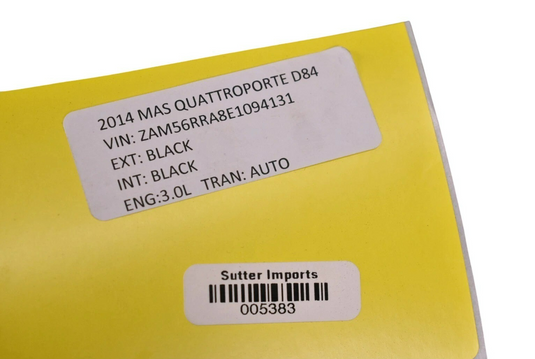 2014 MAS QUATTROPORTE D84
VIN: ZAM56RRA8E1094131
EXT: BLACK
INT: BLACK
ENG:3.0L TRAN: AUTO
Sutter Imports
005383